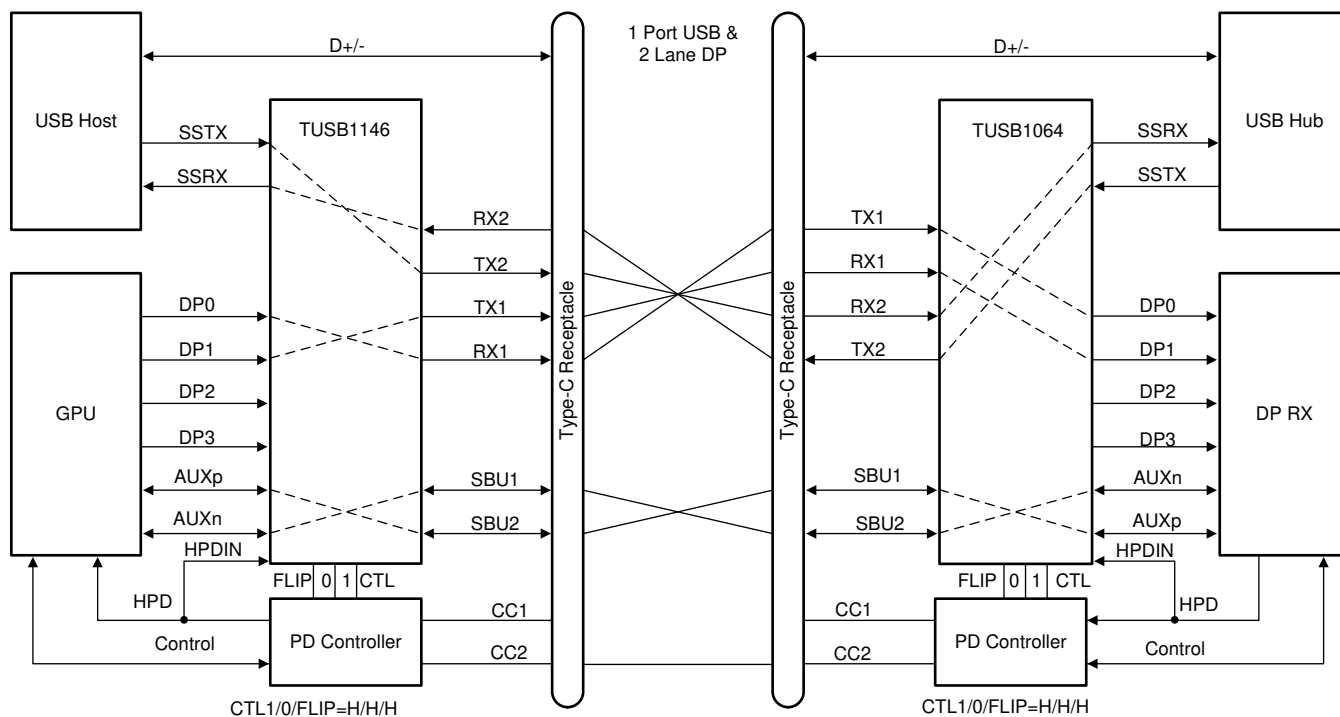 1 Port USB &
2 Lane DP
D+/-
D+/-
USB Host
USB Hub
TUSB1146
TUSB1064
SSTX
SSRX
SSRX
SSTX
RX2
TX2
TX1
RX1
TX1
RX1
RX2
TX2
Type-C Receptacle
Type-C Receptacle
GPU
DP RX
DP0
DP1
DP2
DP3
AUXp
AUXn
HPDIN
DP0
DP1
DP2
DP3
AUXn
AUXp
HPDIN
SBU1
SBU2
SBU1
SBU2
FLIP 0 1 CTL
FLIP 0 1 CTL
HPD
HPD
Control
Control
PD Controller
PD Controller
CC1
CC2
CC1
CC2
CTL1/0/FLIP=H/H/H
CTL1/0/FLIP=H/H/H